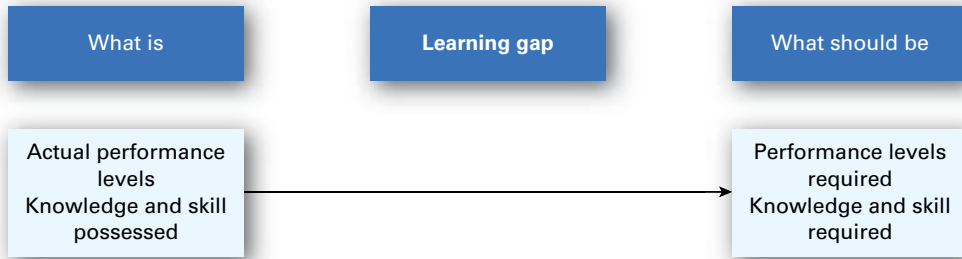 What is
Learning gap
What should be
Actual performance
levels
Knowledge and skill
possessed
Performance levels
required
Knowledge and skill
required